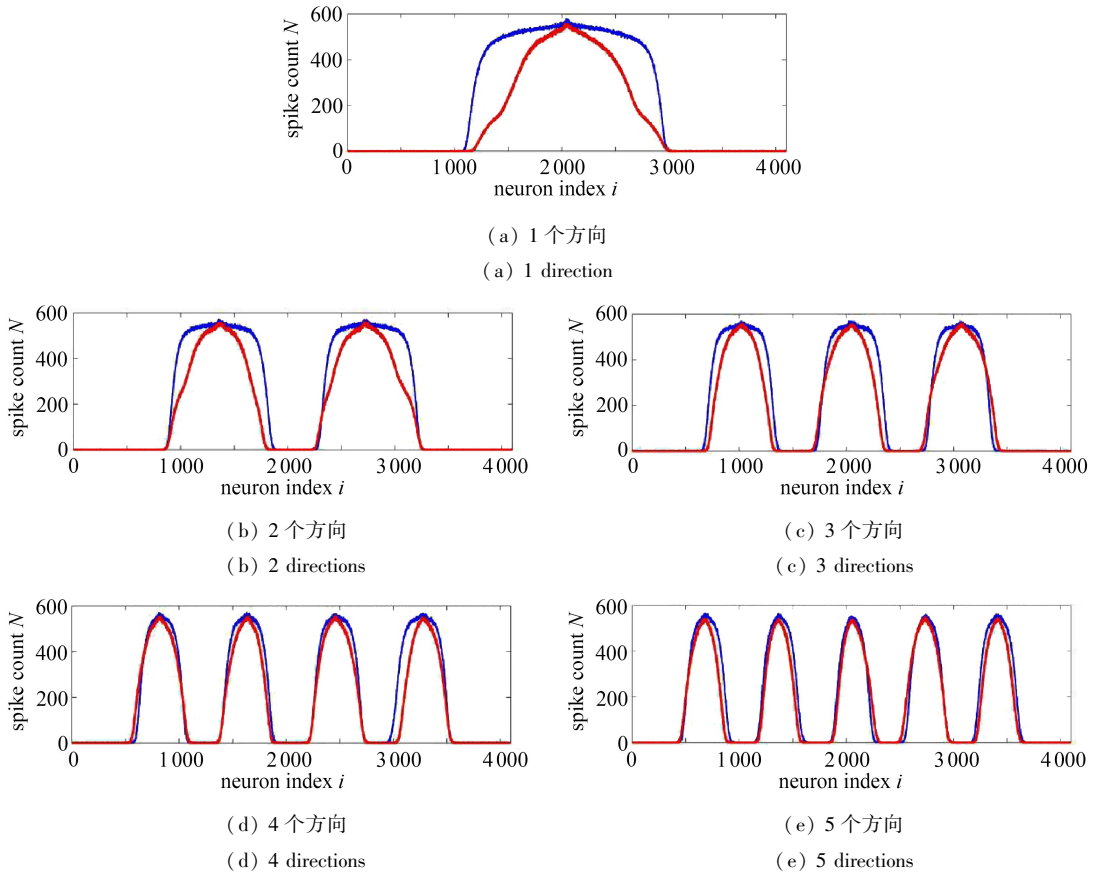 600
400
200
0
spike count N
0 1 000 2 000 3 000 4 000
neuron index i
(a) 1 个方向
(a) 1 direction
600
400
200
0
spike count N
0 1 000 2 000 3 000 4 000
neuron index i
(b) 2 个方向
(b) 2 directions
600
400
200
0
spike count N
0 1 000 2 000 3 000 4 000
neuron index i
(c) 3 个方向
(c) 3 directions
600
400
200
0
spike count N
0 1 000 2 000 3 000 4 000
neuron index i
(d) 4 个方向
(d) 4 directions
600
400
200
0
spike count N
0 1 000 2 000 3 000 4 000
neuron index i
(e) 5 个方向
(e) 5 directions